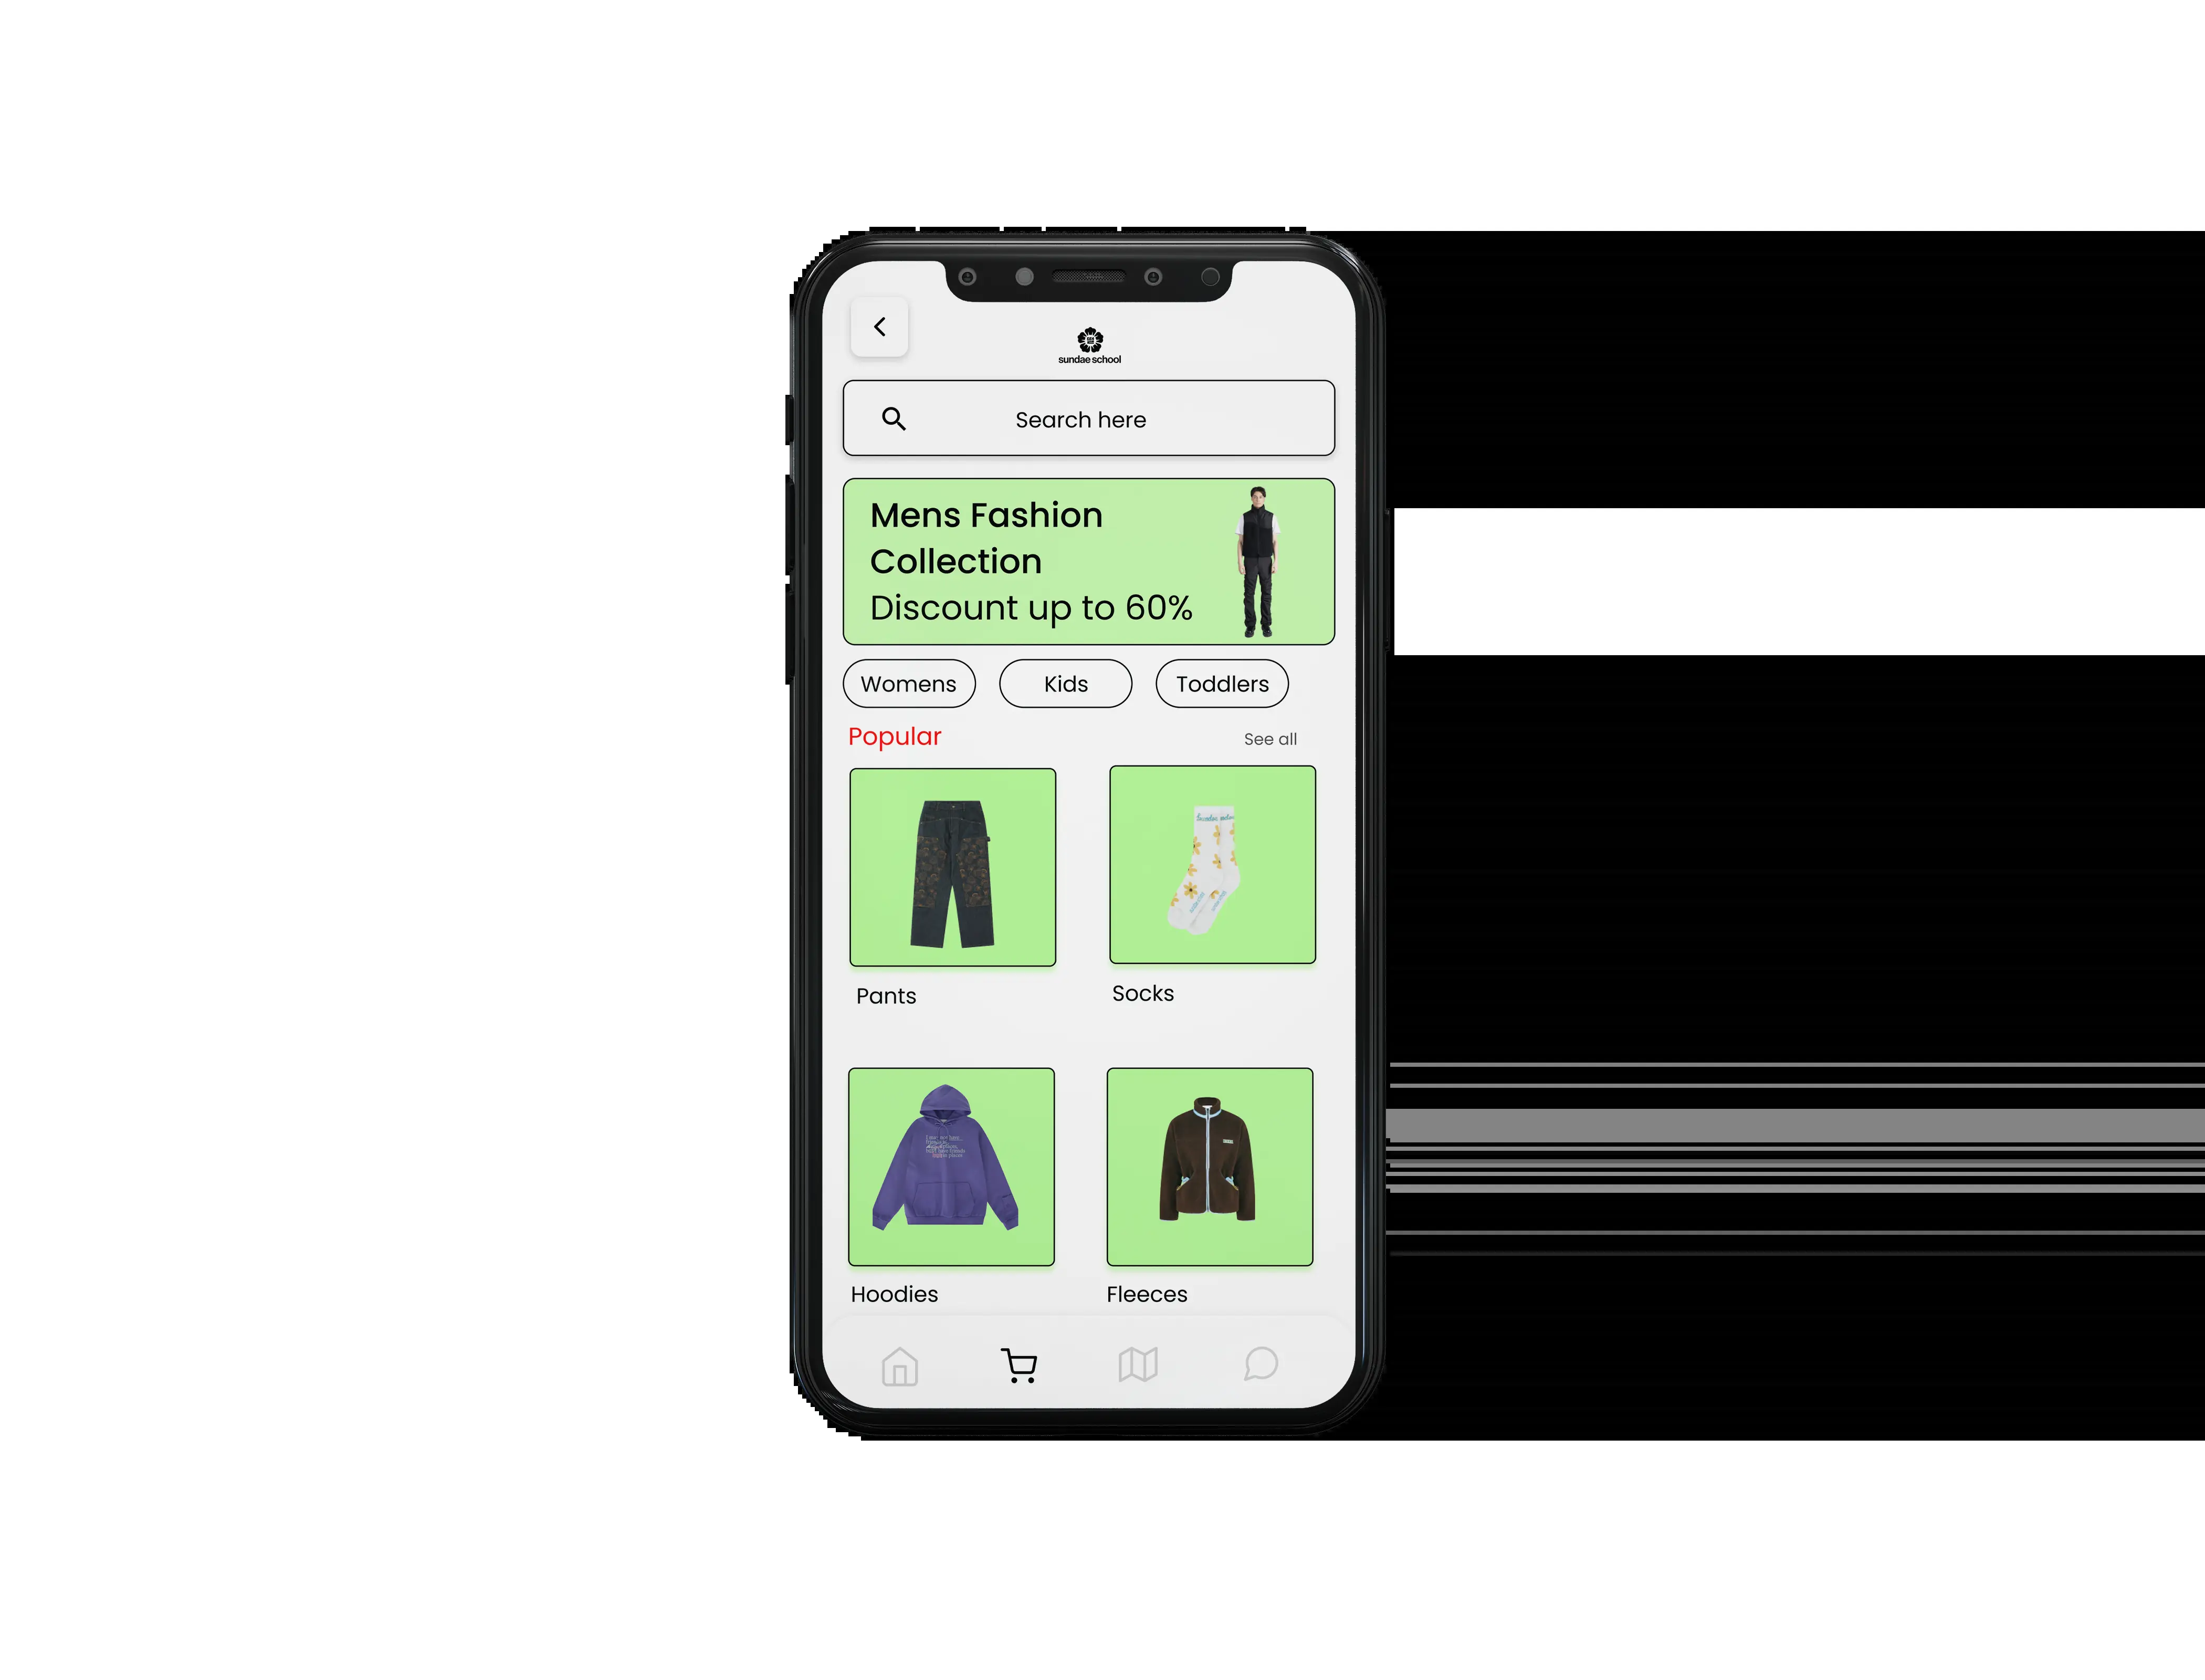 sundae school
Search here
Mens Fashion
Collection
Discount up to 60%
Womens
Kids
Toddlers
Popular
See all
Pants
Socks
Hoodies
Fleeces